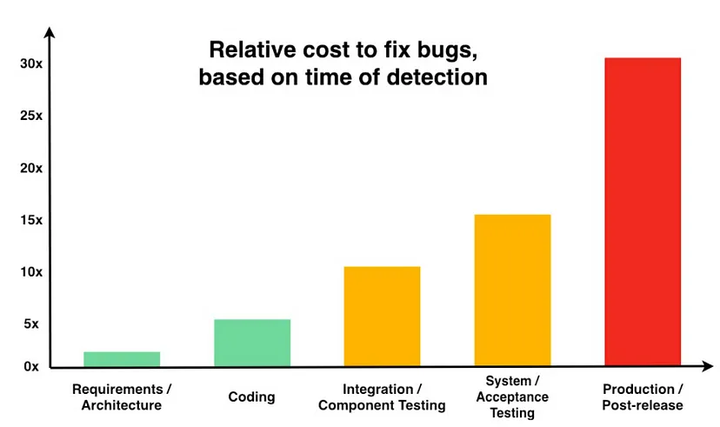 Relative cost to fix bugs,
based on time of detection
30x
25x
20x
15x
10x
5x
0x
Requirements /
Architecture
Coding
Integration /
Component Testing
System /
Acceptance
Testing
Production /
Post-release